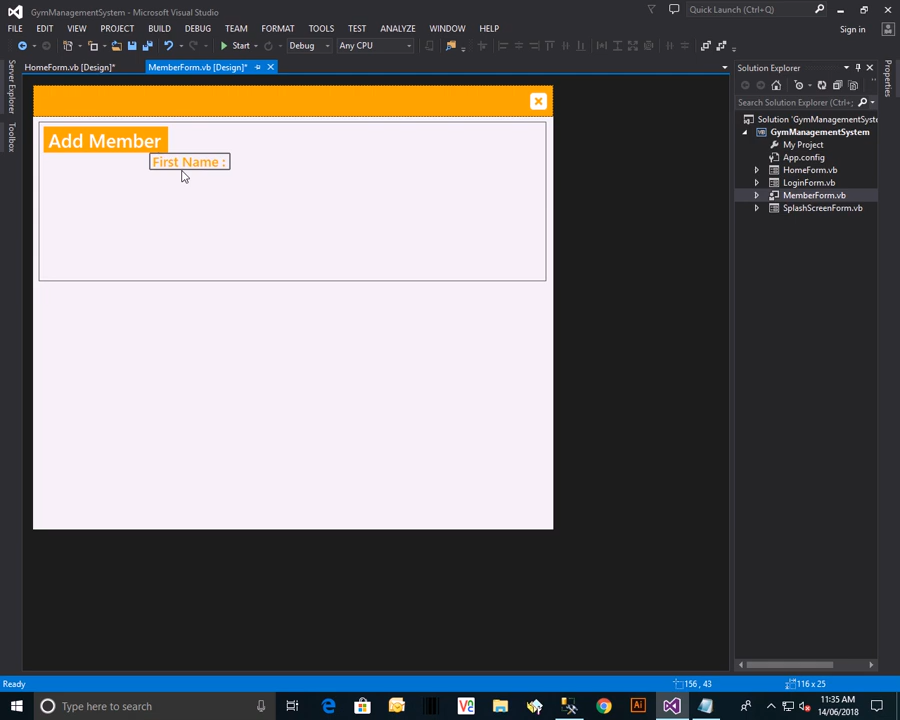 GymManagementSystem - Microsoft Visual Studio
Quick Launch (Ctrl+Q)
FILE EDIT VIEW PROJECT BUILD DEBUG TEAM FORMAT TOOLS TEST ANALYZE WINDOW HELP
Sign in
Start Debug Any CPU
Server Explorer
Toolbox
HomeForm.vb [Design]* MemberForm.vb [Design]*
Add Member
First Name :
Solution Explorer
Search Solution Explorer (Ctrl+;
Solution 'GymManagementSyste
GymManagementSystem
My Project
App.config
HomeForm.vb
LoginForm.vb
MemberForm.vb
SplashScreenForm.vb
Properties
Ready
156 , 43
116 x 25
Type here to search
11:35 AM
14/06/2018